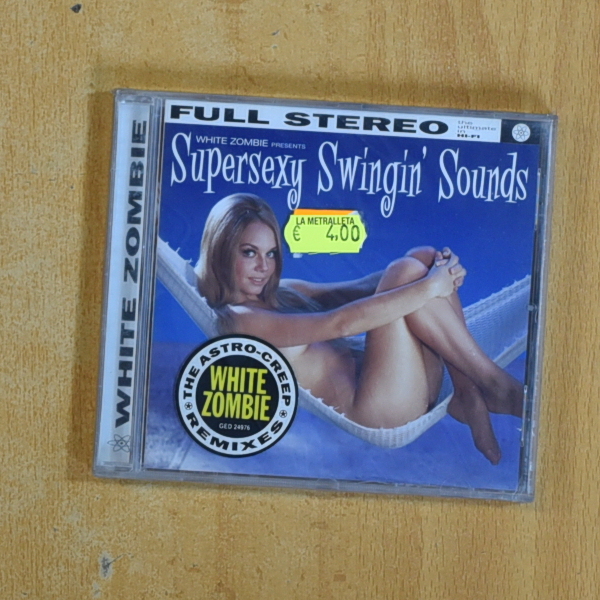 FULL STEREO
the
ultimate
in
HI-FI
WHITE ZOMBIE PRESENTS
Supersexy Swingin' Sounds
LA METRALLETA
€ 4,00
THE ASTRO-CREEP
WHITE
ZOMBIE
GED 24976
REMIXES
WHITE ZOMBIE